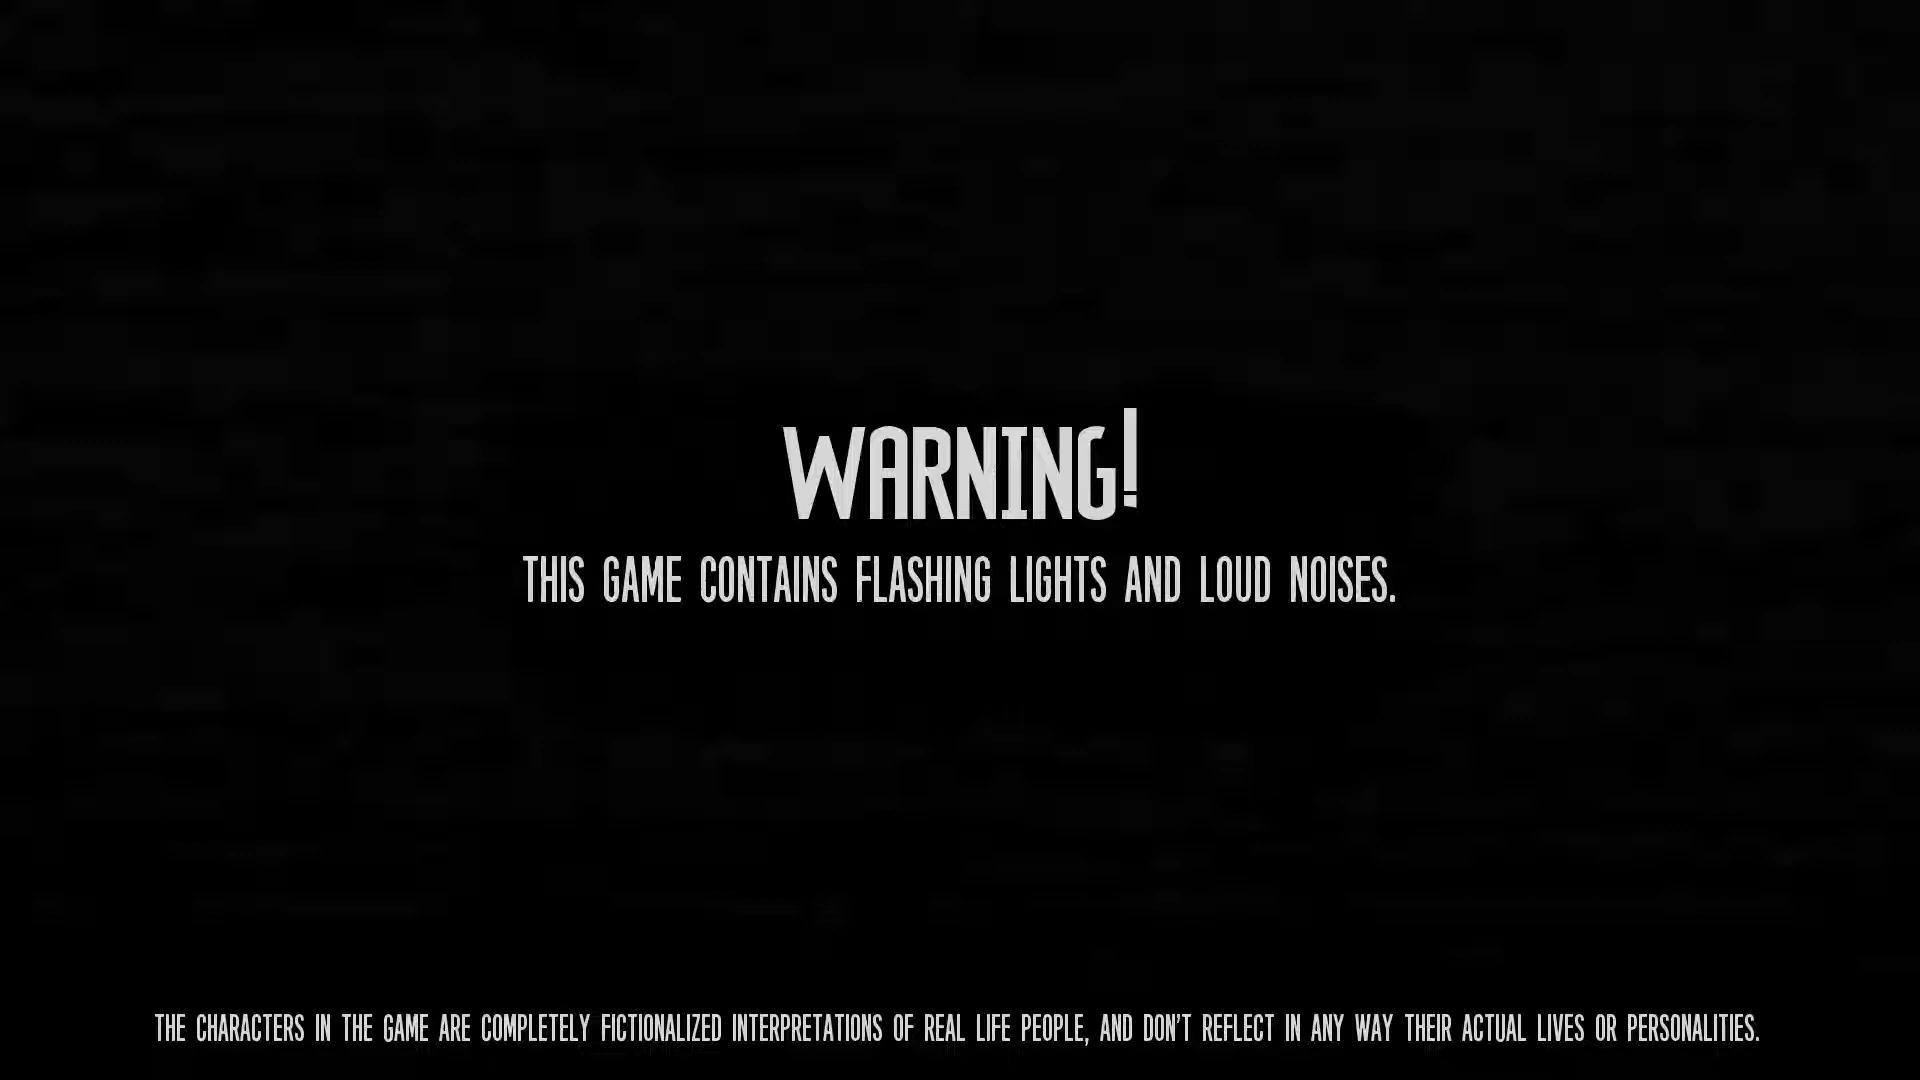 WARNING!
THIS GAME CONTAINS FLASHING LIGHTS AND LOUD NOISES.
THE CHARACTERS IN THE GAME ARE COMPLETELY FICTIONALIZED INTERPRETATIONS OF REAL LIFE PEOPLE, AND DON'T REFLECT IN ANY WAY THEIR ACTUAL LIVES OR PERSONALITIES.